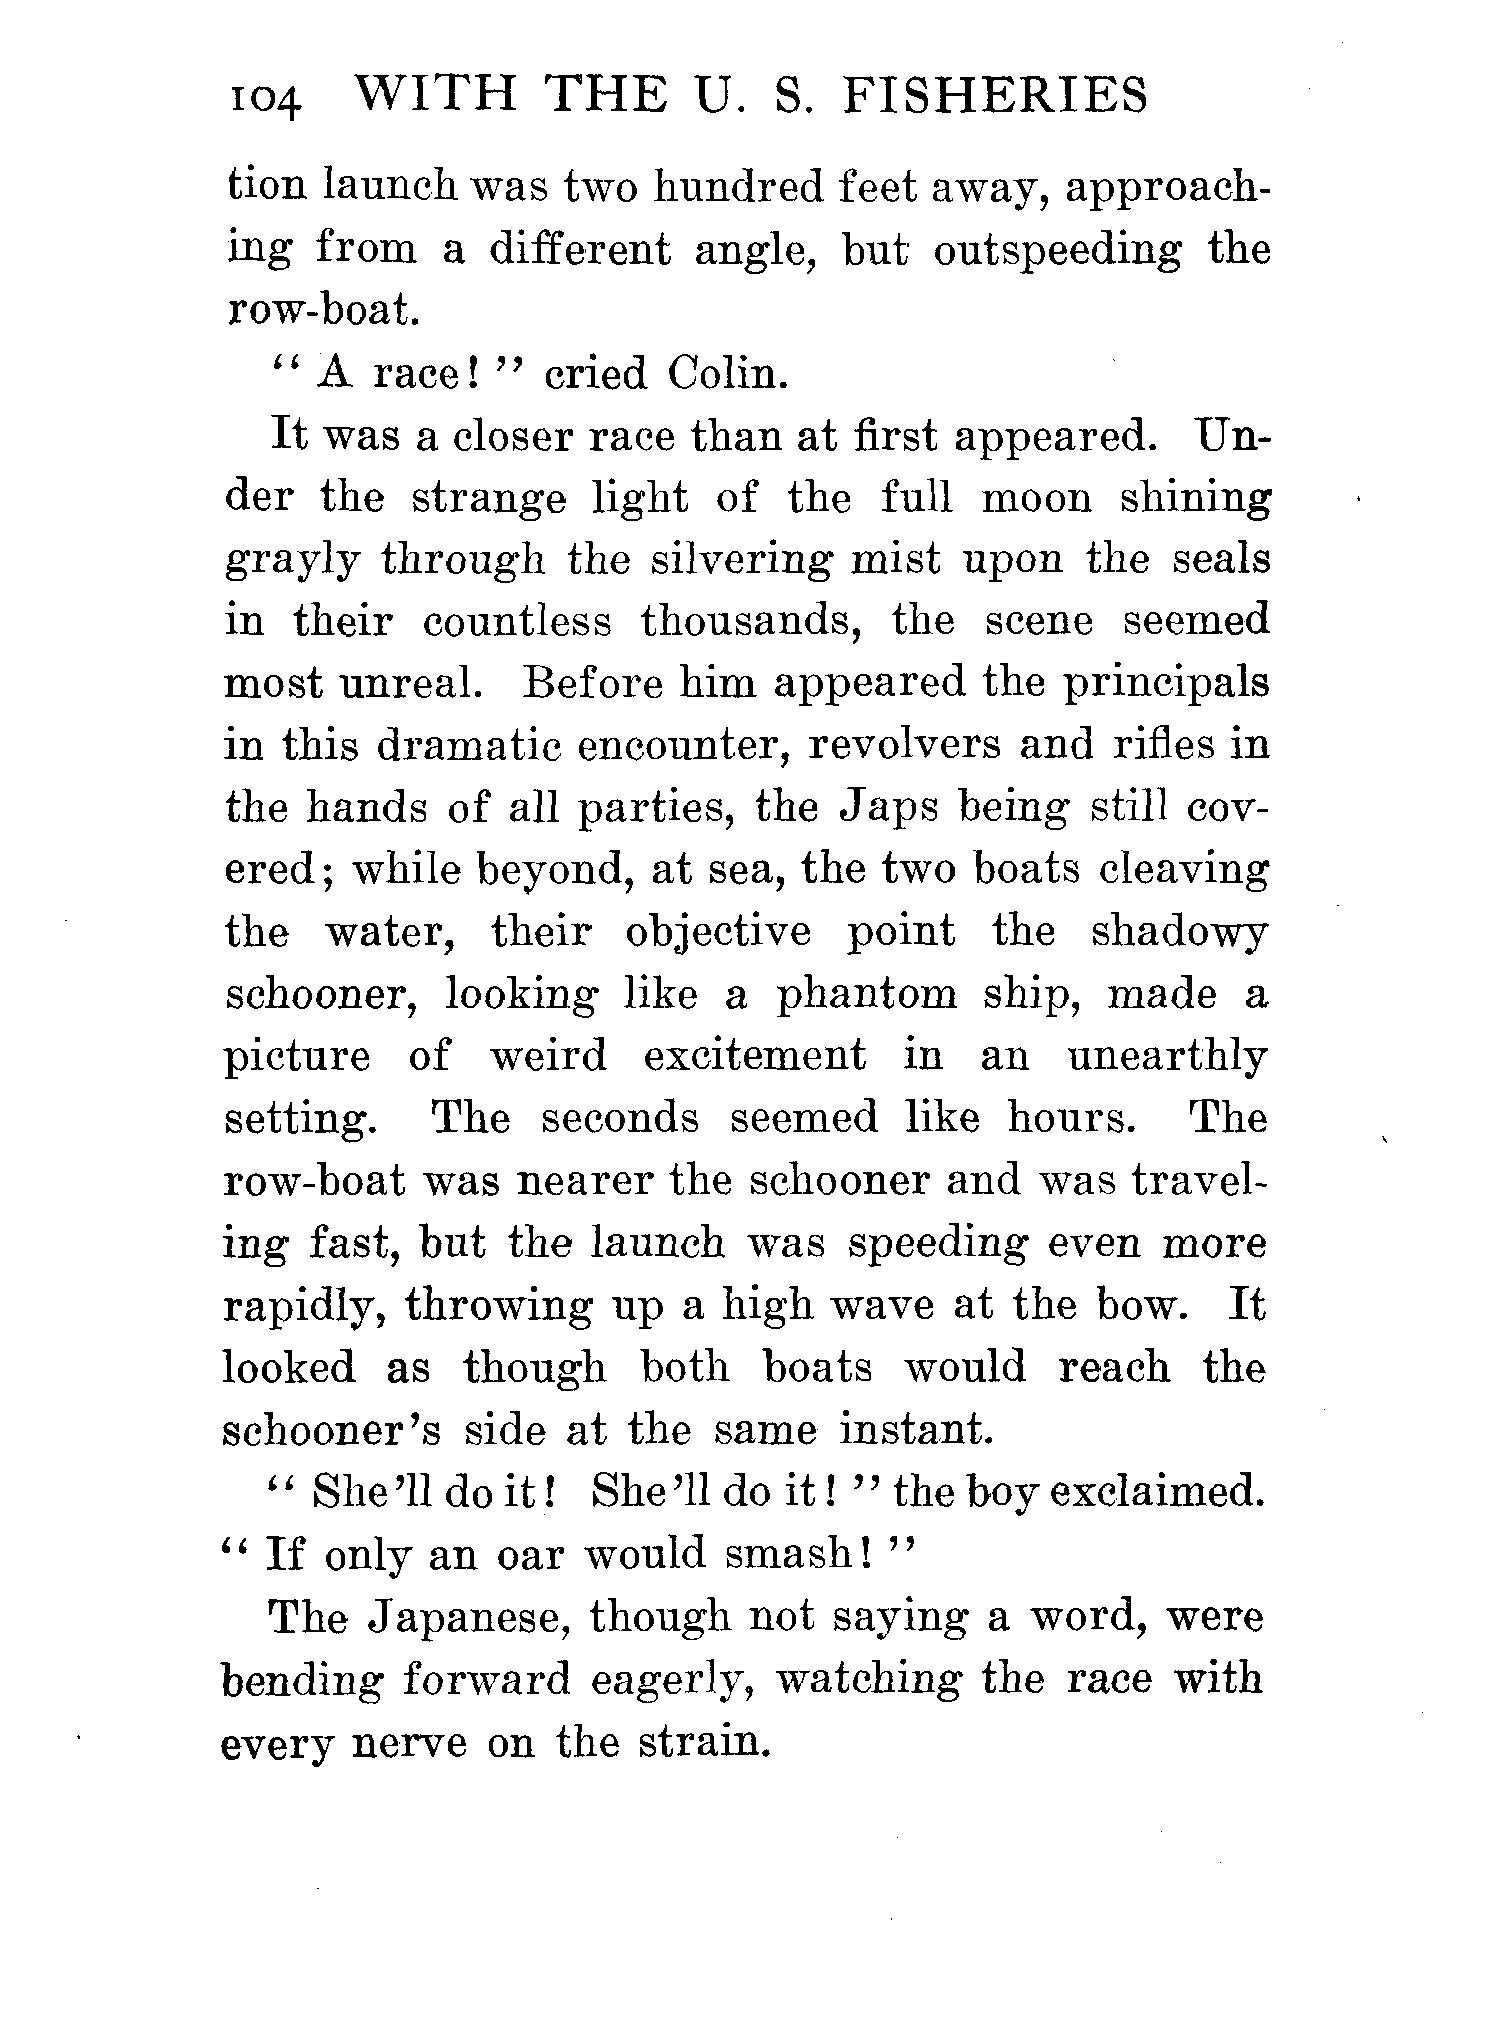 104 WITH THE U. S. FISHERIES
tion launch was two hundred feet away, approach-
ing from a different angle, but outspeeding the
row-boat.
“ A race! ” cried Colin.
It was a closer race than at first appeared. Un-
der the strange light of the full moon shining
grayly through the silvering mist upon the seals
in their countless thousands, the scene seemed
most unreal. Before him appeared the principals
in this dramatic encounter, revolvers and rifles in
the hands of all parties, the Japs being still cov-
ered; while beyond, at sea, the two boats cleaving
the water, their objective point the shadowy
schooner, looking like a phantom ship, made a
picture of weird excitement in an unearthly
setting. The seconds seemed like hours. The
row-boat was nearer the schooner and was travel-
ing fast, but the launch was speeding even more
rapidly, throwing up a high wave at the bow. It
looked as though both boats would reach the
schooner’s side at the same instant.
“ She’ll do it! She’ll do it! ” the boy exclaimed.
“ If only an oar would smash! ”
The Japanese, though not saying a word, were
bending forward eagerly, watching the race with
every nerve on the strain.